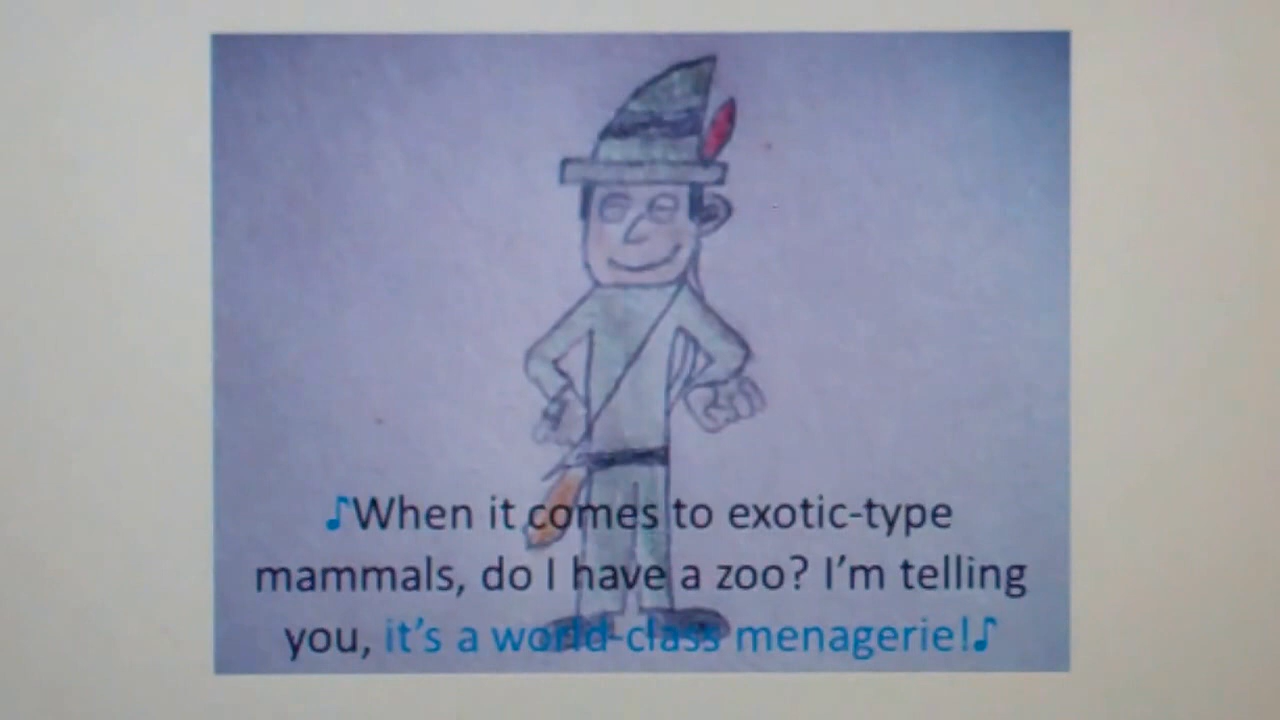 ♪When it comes to exotic-type
mammals, do I have a zoo? I’m telling
you, it’s a world-class menagerie!♪